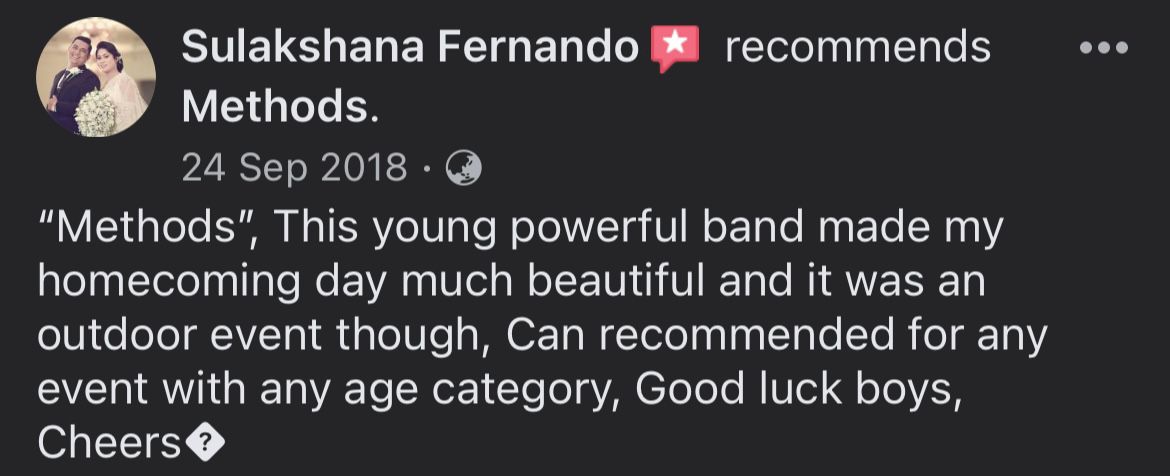 Sulakshana Fernando recommends
Methods.
24 Sep 2018 ·
“Methods”, This young powerful band made my
homecoming day much beautiful and it was an
outdoor event though, Can recommended for any
event with any age category, Good luck boys,
Cheers�